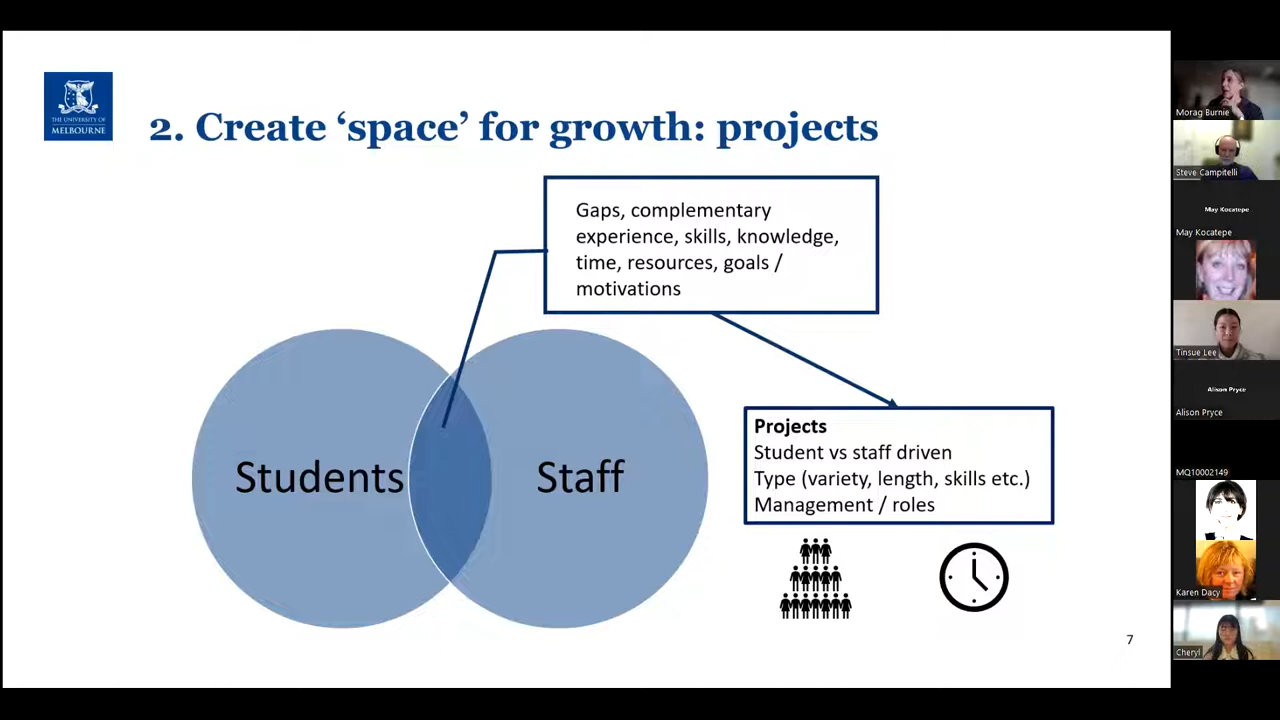 THE UNIVERSITY OF
MELBOURNE
2. Create ‘space’ for growth: projects
Gaps, complementary
experience, skills, knowledge,
time, resources, goals /
motivations
Students
Staff
Projects
Student vs staff driven
Type (variety, length, skills etc.)
Management / roles
7
Morag Burnie
Steve Campitelli
May Kocatepe
May Kocatepe
Tinsue Lee
Alison Pryce
Alison Pryce
MQ10002149
Karen Dacy
Cheryl